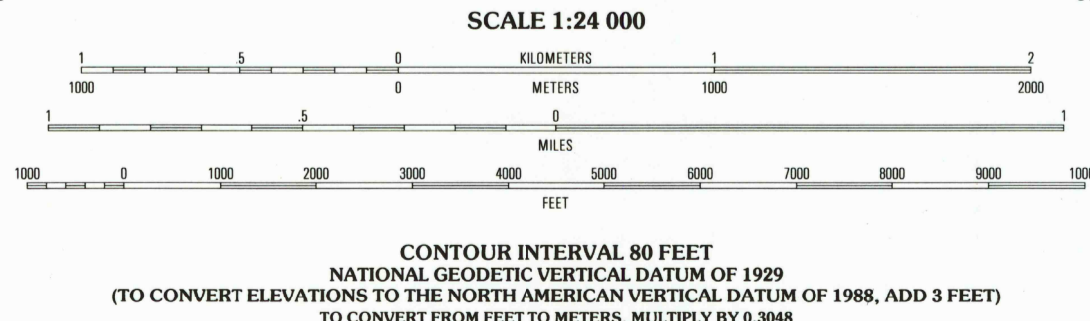 SCALE 1:24 000
1 .5 0 KILOMETERS 1 2
1000 0 METERS 1000 2000
1 .5 0 1
MILES
1000 0 1000 2000 3000 4000 5000 6000 7000 8000 9000
FEET
CONTOUR INTERVAL 80 FEET
NATIONAL GEODETIC VERTICAL DATUM OF 1929
(TO CONVERT ELEVATIONS TO THE NORTH AMERICAN VERTICAL DATUM OF 1988, ADD 3 FEET)
TO CONVERT FROM FEET TO METERS, MULTIPLY BY 0.3048